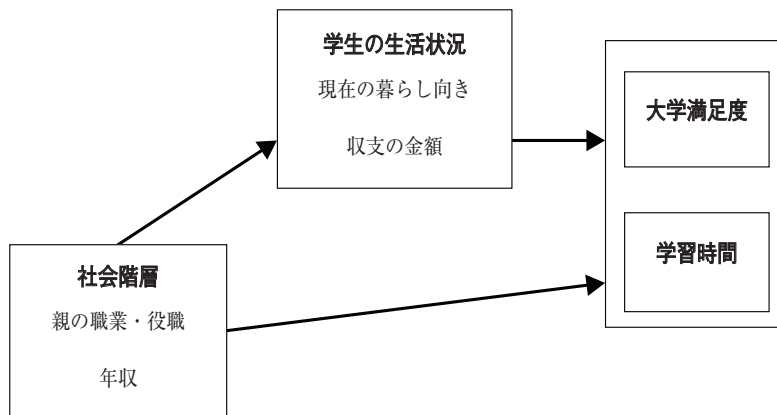 学生の生活状況
現在の暮らし向き
収支の金額
大学満足度
学習時間
社会階層
親の職業・役職
年収